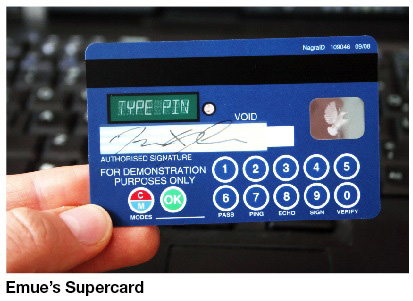 NagraID 109046 09/08
TYPE PIN
VOID
AUTHORISED SIGNATURE
FOR DEMONSTRATION
PURPOSES ONLY
1 2 3 4 5
C
M
OK
6 7 8 9 0
MODES
PASS PING ECHO SIGN VERIFY
Emue's Supercard